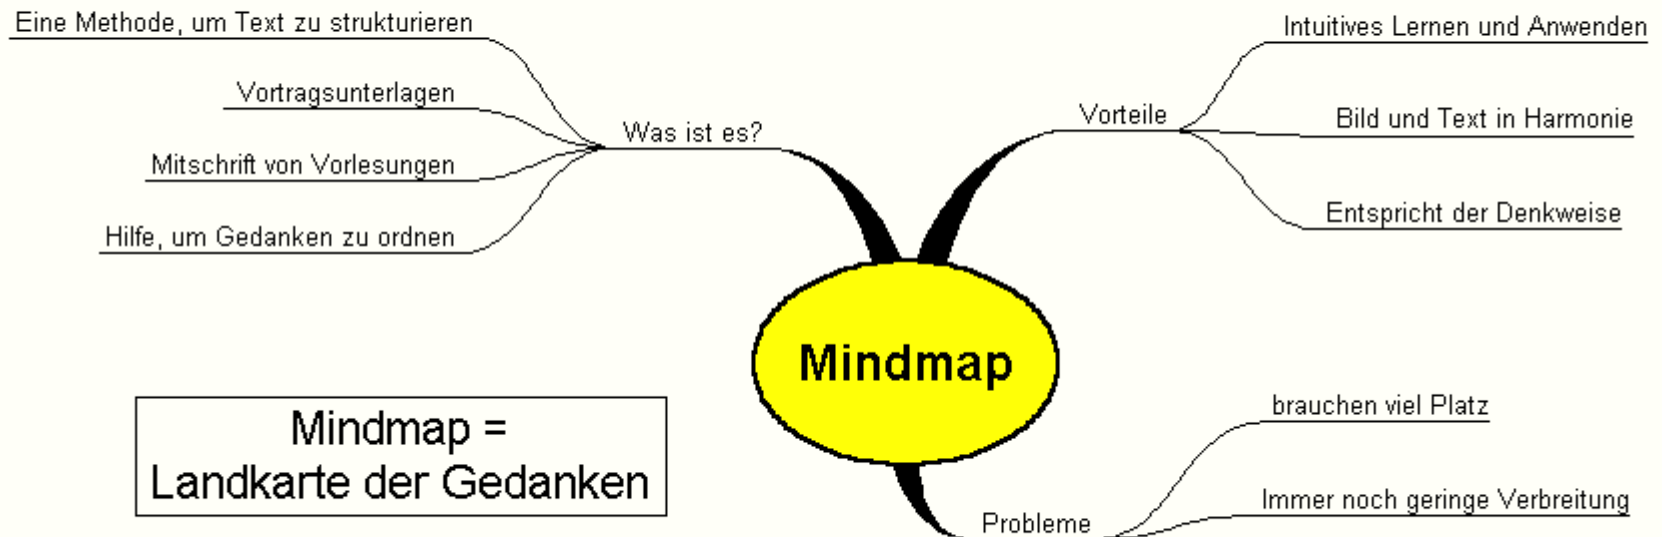 Eine Methode, um Text zu strukturieren
Vortragsunterlagen
Mitschrift von Vorlesungen
Hilfe, um Gedanken zu ordnen
Was ist es?
Vorteile
Intuitives Lernen und Anwenden
Bild und Text in Harmonie
Entspricht der Denkweise
Mindmap
Mindmap =
Landkarte der Gedanken
Probleme
brauchen viel Platz
Immer noch geringe Verbreitung